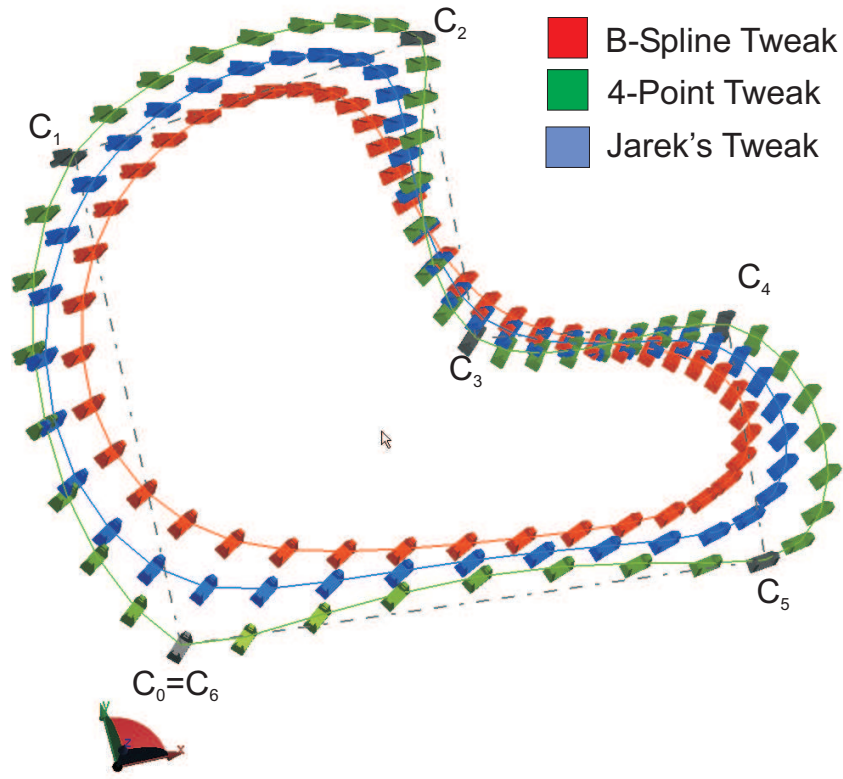 C2
B-Spline Tweak
4-Point Tweak
C1
Jarek's Tweak
C4
C3
C5
C0=C6
y
z
x